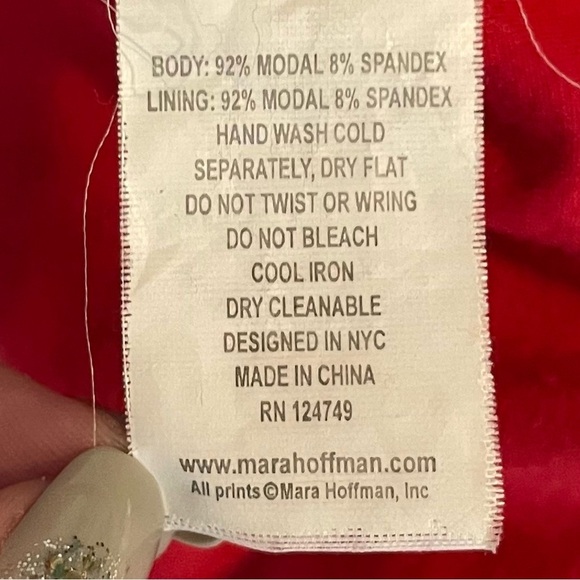 BODY: 92% MODAL 8% SPANDEX
LINING: 92% MODAL 8% SPANDEX
HAND WASH COLD
SEPARATELY, DRY FLAT
DO NOT TWIST OR WRING
DO NOT BLEACH
COOL IRON
DRY CLEANABLE
DESIGNED IN NYC
MADE IN CHINA
RN 124749
www.marahoffman.com
All prints©Mara Hoffman, Inc